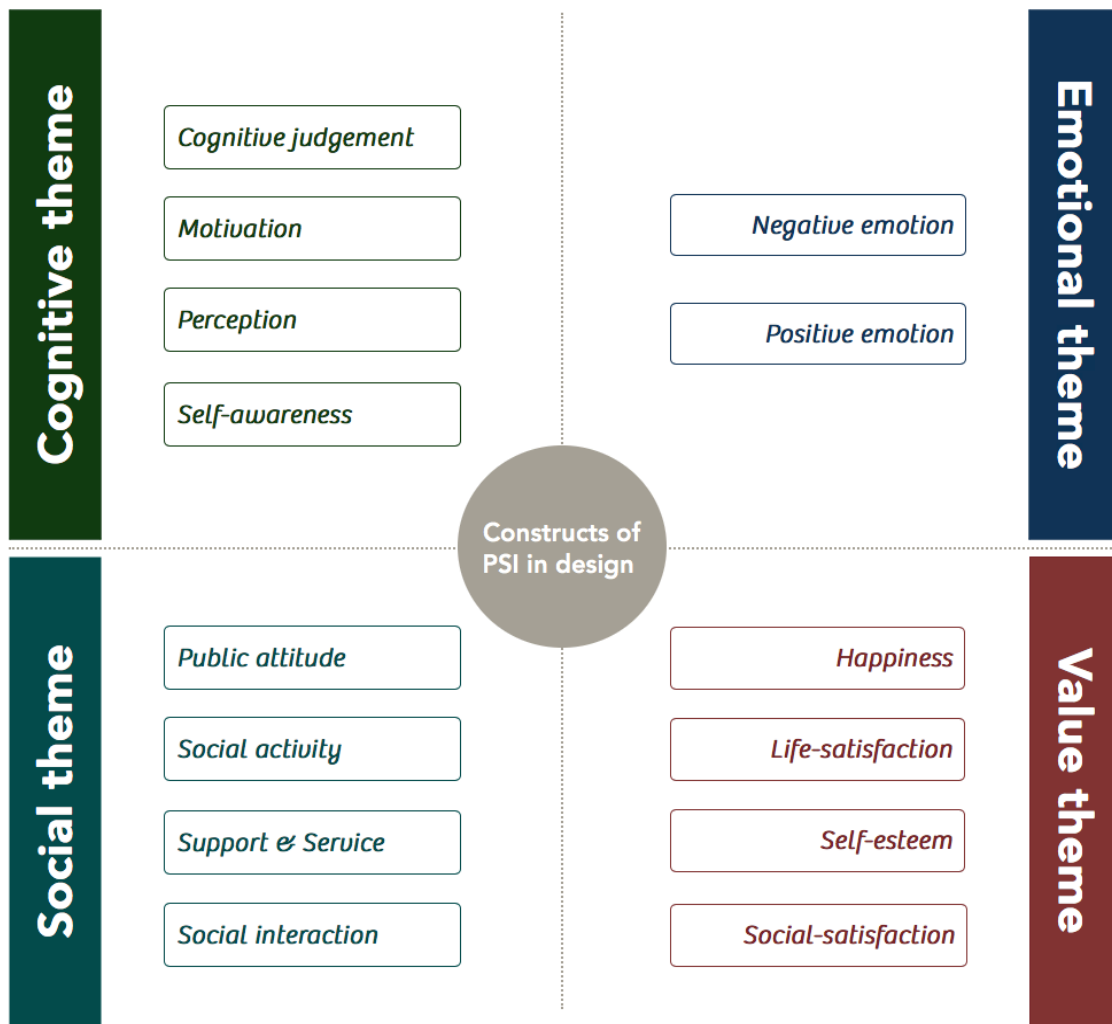 Cognitive theme
Cognitive judgement
Motivation
Perception
Self-awareness
Emotional theme
Negative emotion
Positive emotion
Constructs of
PSI in design
Social theme
Public attitude
Social activity
Support & Service
Social interaction
Value theme
Happiness
Life-satisfaction
Self-esteem
Social-satisfaction